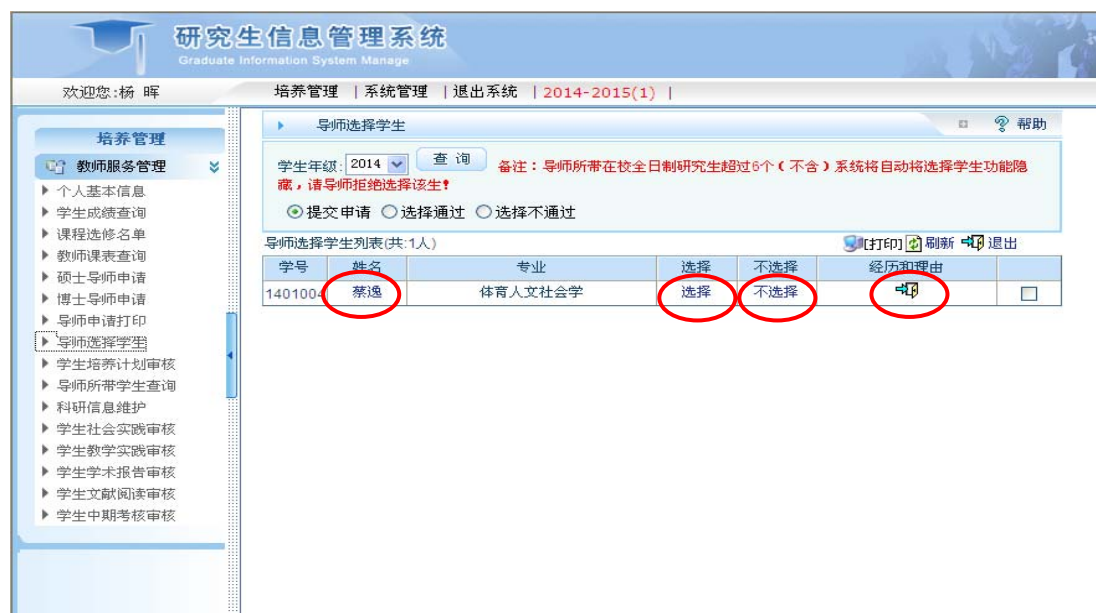 研究生信息管理系统
Graduate Information System Manage
欢迎您:杨 晖
培养管理 |系统管理 |退出系统 |2014-2015(1) |
培养管理
教师服务管理
个人基本信息
学生成绩查询
课程选修名单
教师课表查询
硕士导师申请
博士导师申请
导师申请打印
导师选择学生
学生培养计划审核
导师所带学生查询
科研信息维护
学生社会实践审核
学生教学实践审核
学生学术报告审核
学生文献阅读审核
学生中期考核审核
导师选择学生 帮助
学生年级: 2014 查 询 备注：导师所带在校全日制研究生超过6个（不含）系统将自动将选择学生功能隐
藏，请导师拒绝选择该生！
提交申请 选择通过 选择不通过
导师选择学生列表(共:1人) [打印] 刷新 退出
学号 姓名 专业 选择 不选择 经历和理由
1401004 蔡逸 体育人文社会学 选择 不选择